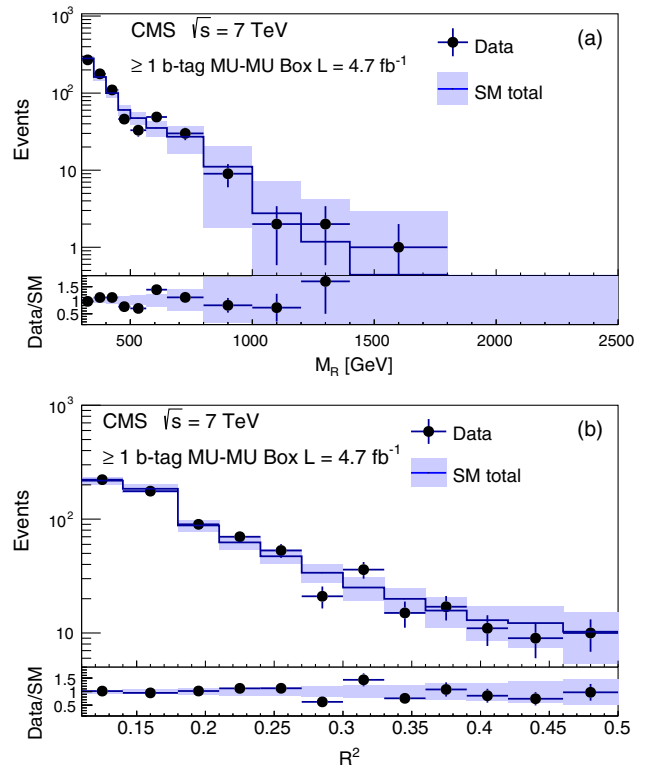 10³
CMS √s = 7 TeV
(a)
≥ 1 b-tag MU-MU Box L = 4.7 fb⁻¹
Data
SM total
10²
Events
10
1
Data/SM
1.5
0.5
500 1000 1500 2000 2500
M_R [GeV]
10³
CMS √s = 7 TeV
(b)
≥ 1 b-tag MU-MU Box L = 4.7 fb⁻¹
Data
SM total
10²
Events
10
Data/SM
1.5
1
0.5
0.15 0.2 0.25 0.3 0.35 0.4 0.45 0.5
R²